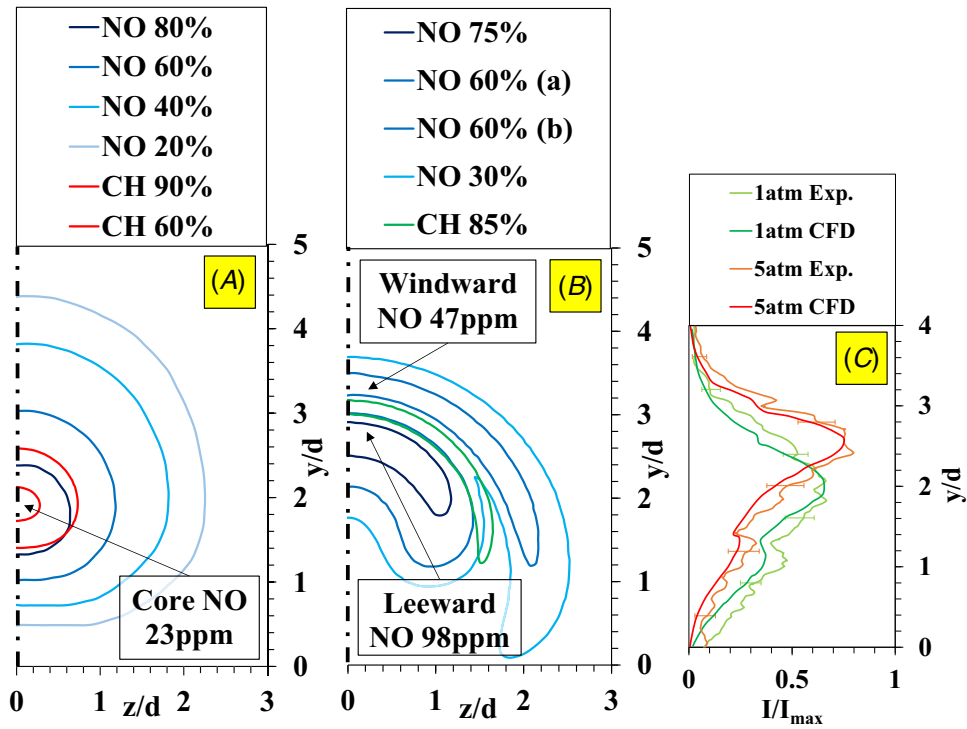 NO 80%
NO 60%
NO 40%
NO 20%
CH 90%
CH 60%
(A)
5
4
3
2
1
0
y/d
Core NO
23ppm
0
1
2
3
z/d
NO 75%
NO 60% (a)
NO 60% (b)
NO 30%
CH 85%
(B)
Windward
NO 47ppm
Leeward
NO 98ppm
5
4
3
2
1
0
y/d
0
1
2
3
z/d
1atm Exp.
1atm CFD
5atm Exp.
5atm CFD
(C)
4
3
2
1
0
y/d
0
0.5
1
I/Imax